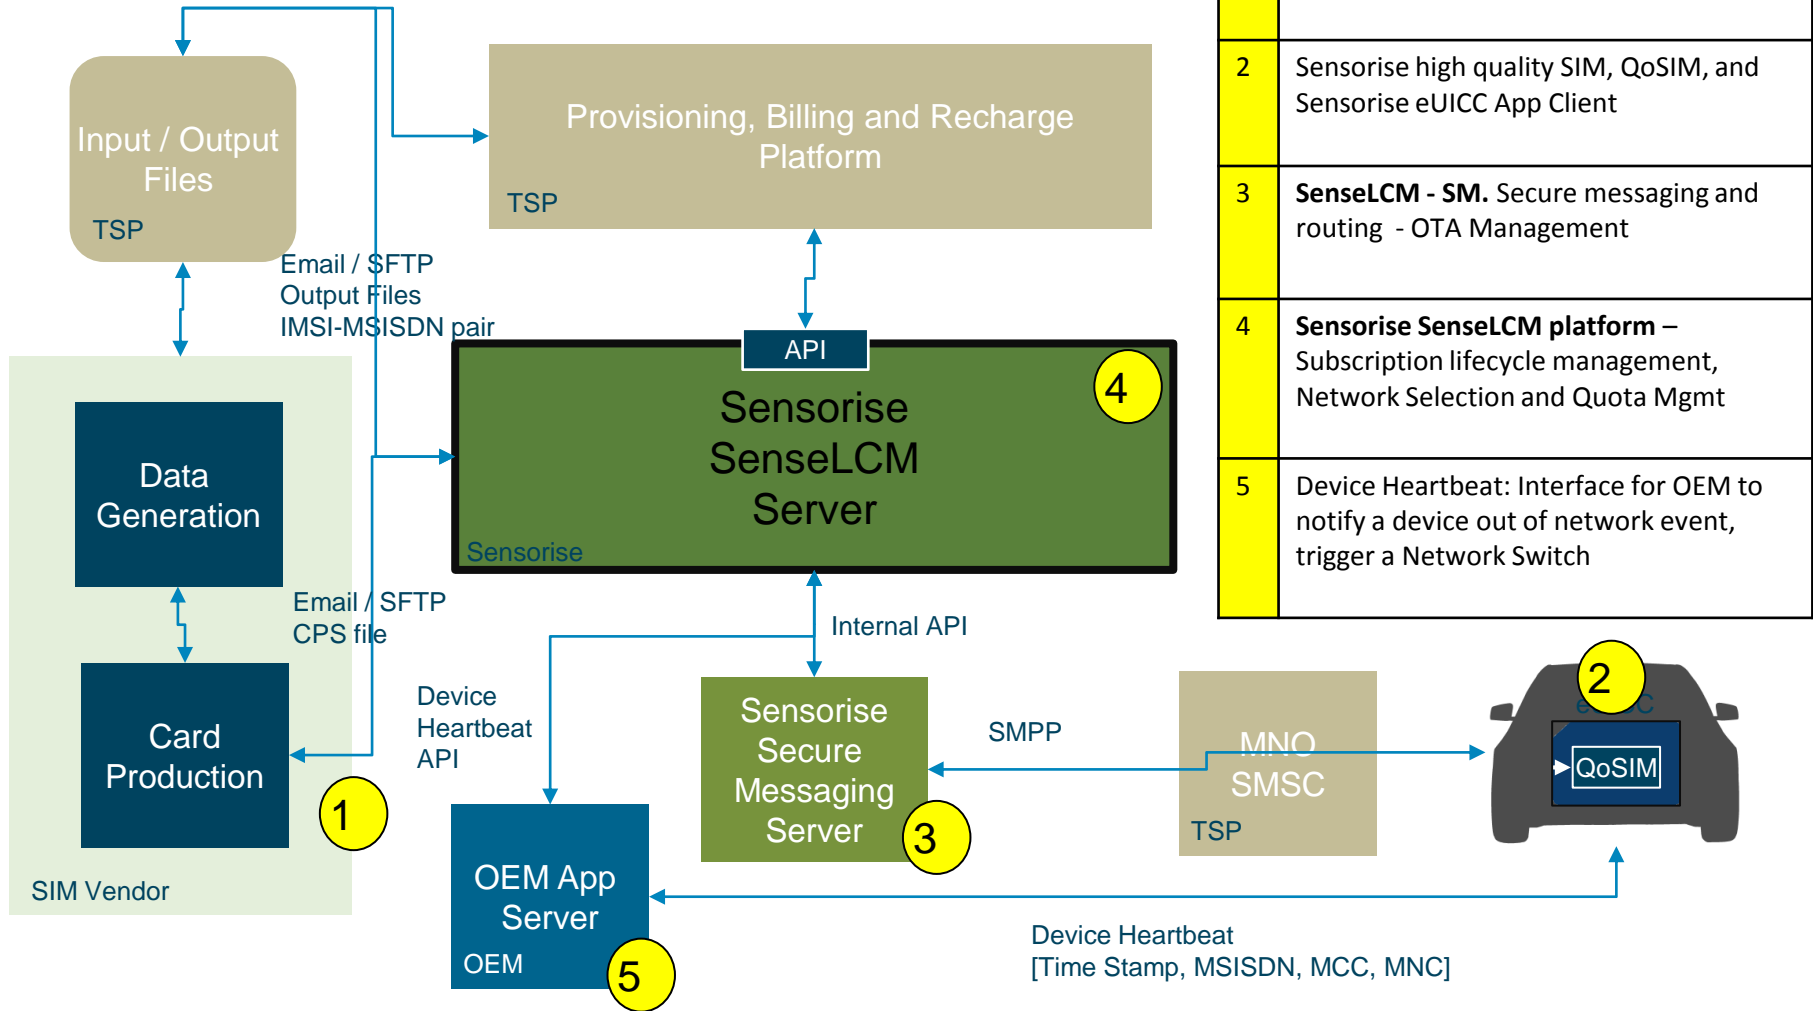 Input / Output
Files
TSP
Provisioning, Billing and Recharge
Platform
TSP
Email / SFTP
Output Files
IMSI-MSISDN pair
API
4
Sensorise
SenseLCM
Server
Sensorise
Data
Generation
Email / SFTP
CPS file
Card
Production
1
SIM Vendor
Internal API
Device
Heartbeat
API
Sensorise
Secure
Messaging
Server
3
SMPP
MNO
SMSC
TSP
2
QoSIM
OEM App
Server
OEM
5
Device Heartbeat
[Time Stamp, MSISDN, MCC, MNC]
2
Sensorise high quality SIM, QoSIM, and
Sensorise eUICC App Client
3
SenseLCM - SM. Secure messaging and
routing - OTA Management
4
Sensorise SenseLCM platform –
Subscription lifecycle management,
Network Selection and Quota Mgmt
5
Device Heartbeat: Interface for OEM to
notify a device out of network event,
trigger a Network Switch